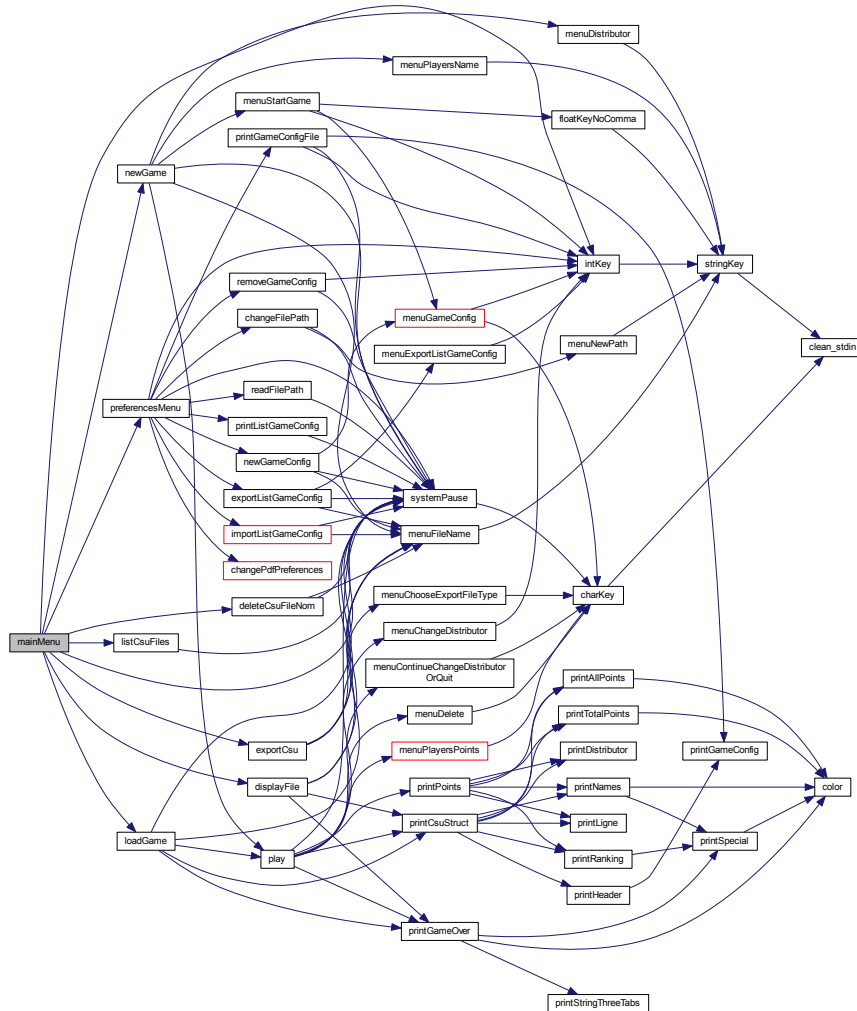 menuDistributor
menuPlayersName
menuStartGame
floatKeyNoComma
printGameConfigFile
newGame
intKey
stringKey
removeGameConfig
menuGameConfig
changeFilePath
menuNewPath
clean_stdin
menuExportListGameConfig
readFilePath
preferencesMenu
printListGameConfig
newGameConfig
exportListGameConfig
systemPause
importListGameConfig
menuFileName
changePdfPreferences
menuChooseExportFileType
charKey
deleteCsuFileNom
menuChangeDistributor
mainMenu
listCsuFiles
menuContinueChangeDistributor
OrQuit
printAllPoints
menuDelete
printTotalPoints
exportCsu
menuPlayersPoints
printDistributor
printGameConfig
displayFile
printPoints
printNames
color
printCsuStruct
printLigne
loadGame
play
printRanking
printSpecial
printHeader
printGameOver
printStringThreeTabs